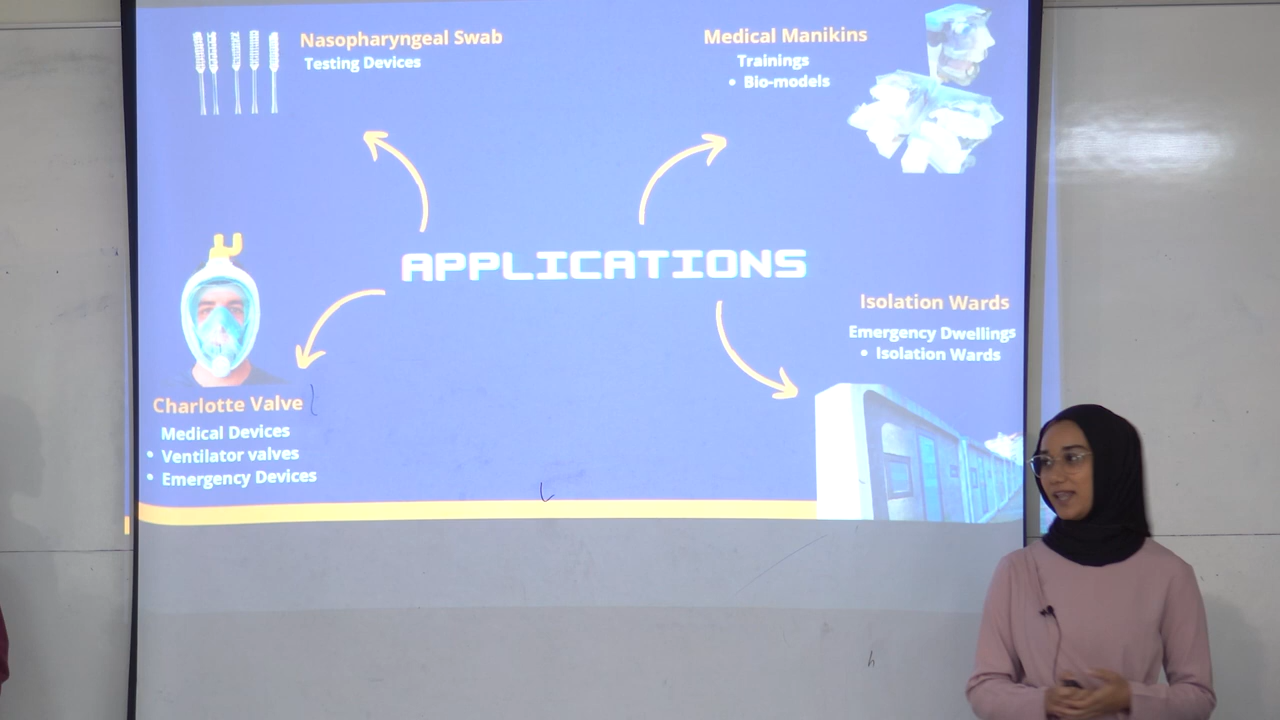 Nasopharyngeal Swab
Testing Devices
Medical Manikins
Trainings
• Bio-models
APPLICATIONS
Isolation Wards
Emergency Dwellings
• Isolation Wards
Charlotte Valve
Medical Devices
• Ventilator valves
• Emergency Devices